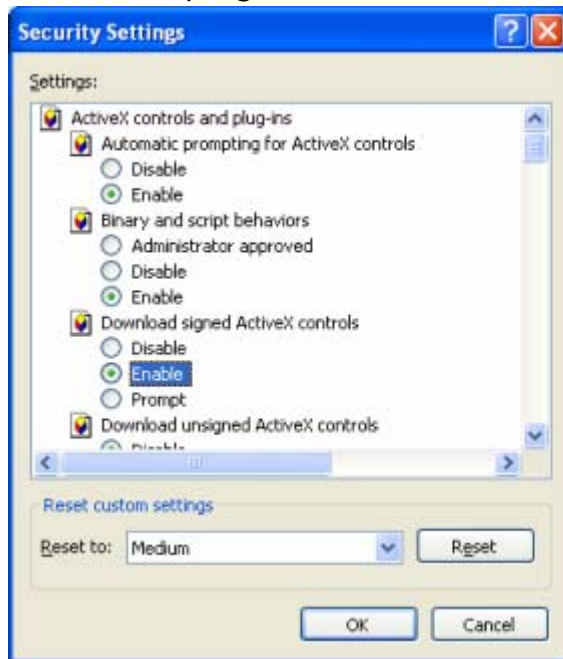 Security Settings
Settings:
ActiveX controls and plug-ins
Automatic prompting for ActiveX controls
Disable
Enable
Binary and script behaviors
Administrator approved
Disable
Enable
Download signed ActiveX controls
Disable
Enable
Prompt
Download unsigned ActiveX controls
Reset custom settings
Reset to: Medium Reset
OK Cancel